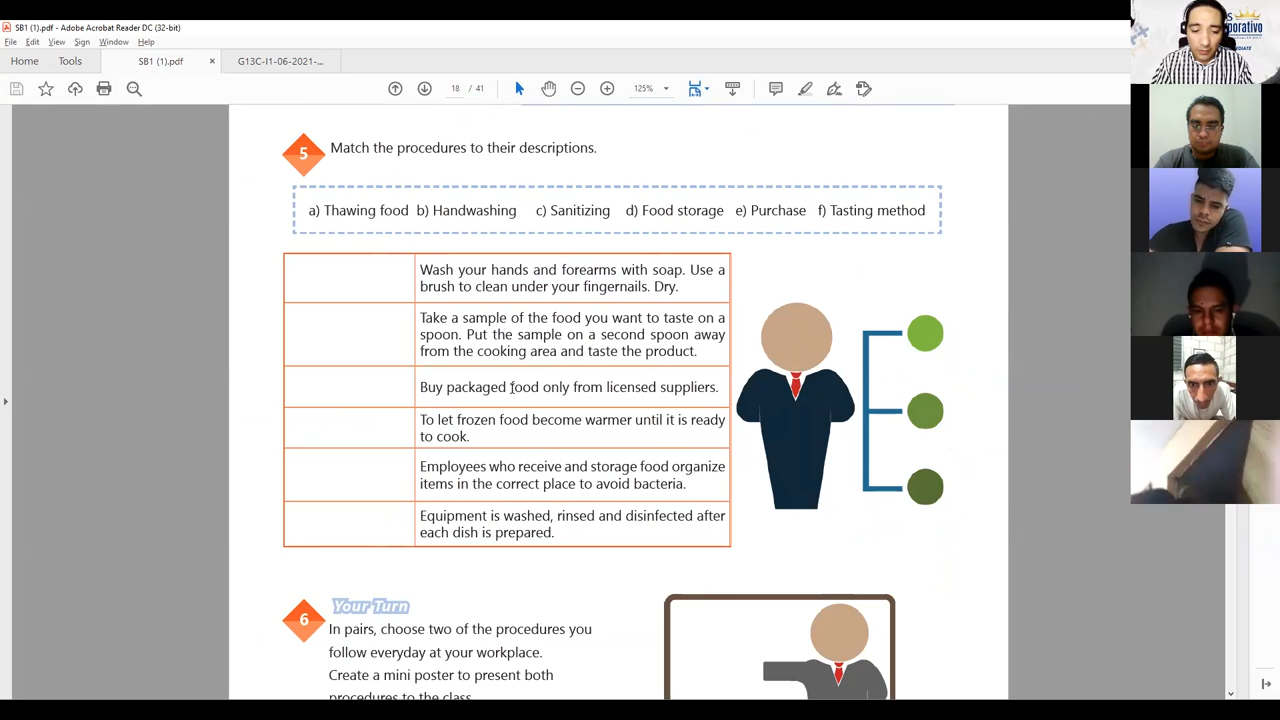 SB1 (1).pdf - Adobe Acrobat Reader DC (32-bit)
File Edit View Sign Window Help
Home Tools SB1 (1).pdf × G13C-I1-06-2021-...
18 / 41 125%
5 Match the procedures to their descriptions.
a) Thawing food b) Handwashing c) Sanitizing d) Food storage e) Purchase f) Tasting method
Wash your hands and forearms with soap. Use a
brush to clean under your fingernails. Dry.
Take a sample of the food you want to taste on a
spoon. Put the sample on a second spoon away
from the cooking area and taste the product.
Buy packaged food only from licensed suppliers.
To let frozen food become warmer until it is ready
to cook.
Employees who receive and storage food organize
items in the correct place to avoid bacteria.
Equipment is washed, rinsed and disinfected after
each dish is prepared.
6 Your Turn
In pairs, choose two of the procedures you
follow everyday at your workplace.
Create a mini poster to present both
procedures to the class